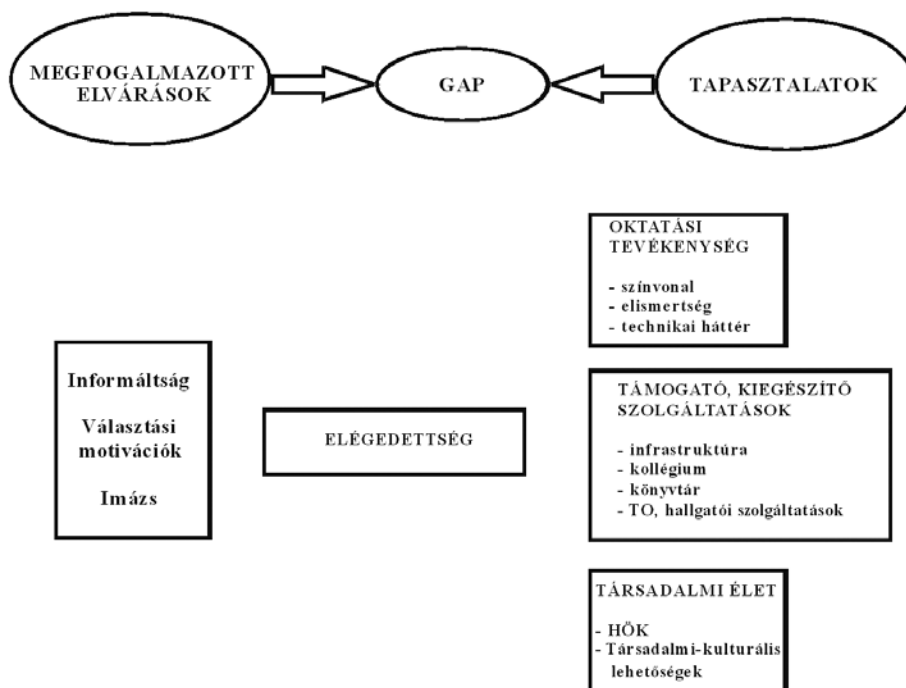 MEGFOGALMAZOTT
ELVÁRÁSOK
GAP
TAPASZTALATOK
Informáltság
Választási
motivációk
Imázs
ELÉGEDETTSÉG
OKTATÁSI
TEVÉKENYSÉG
- színvonal
- elismertség
- technikai háttér
TÁMOGATÓ, KIEGÉSZÍTŐ
SZOLGÁLTATÁSOK
- infrastruktúra
- kollégium
- könyvtár
- TO, hallgatói szolgáltatások
TÁRSADALMI ÉLET
- HÖK
- Társadalmi-kulturális
lehetőségek